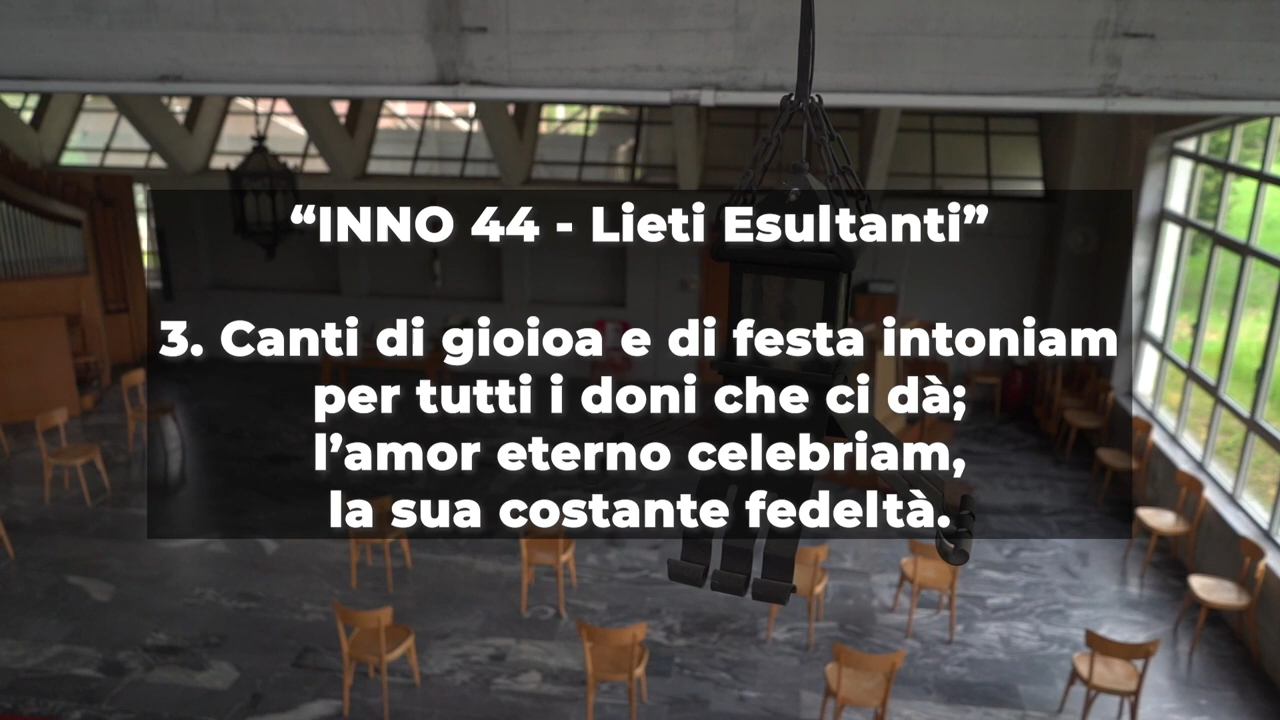 “INNO 44 - Lieti Esultanti”
3. Canti di gioioa e di festa intoniam
per tutti i doni che ci dà;
l’amor eterno celebriam,
la sua costante fedeltà.